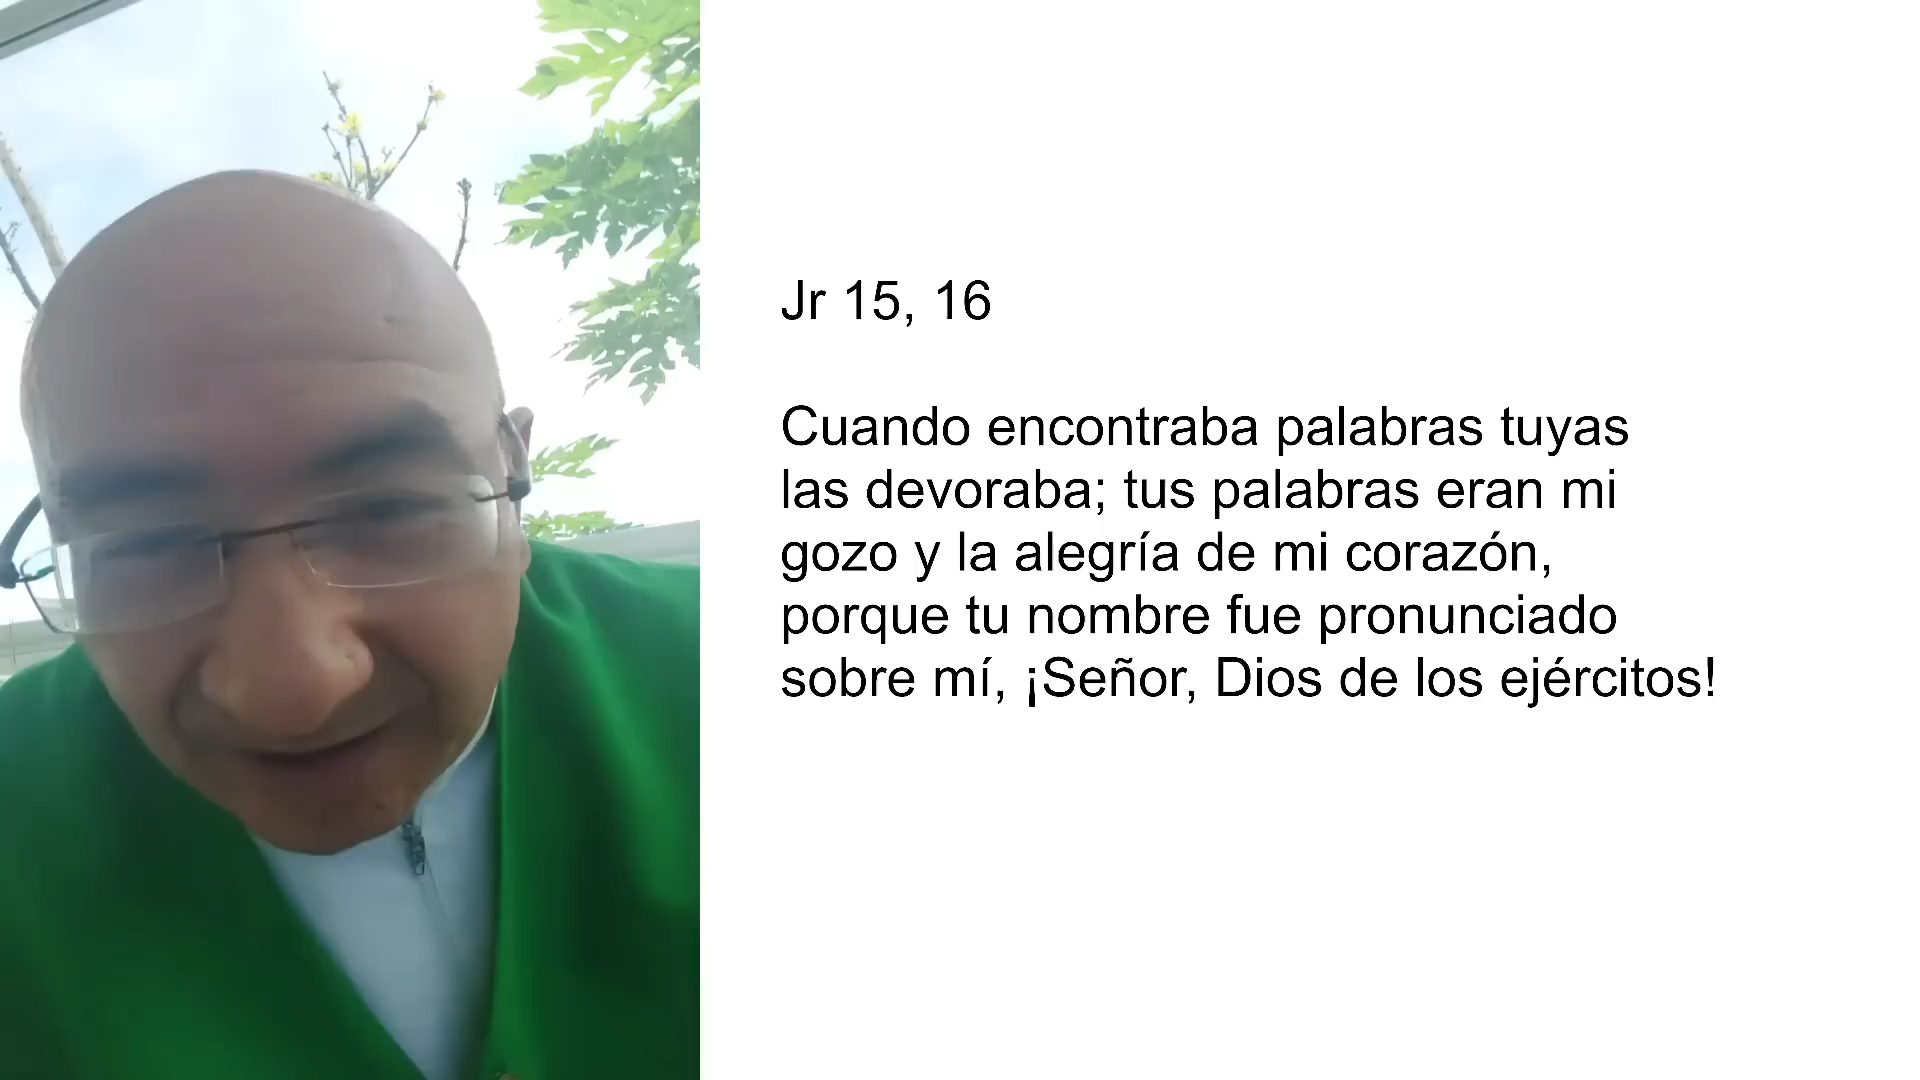 Jr 15, 16
Cuando encontraba palabras tuyas
las devoraba; tus palabras eran mi
gozo y la alegría de mi corazón,
porque tu nombre fue pronunciado
sobre mí, ¡Señor, Dios de los ejércitos!